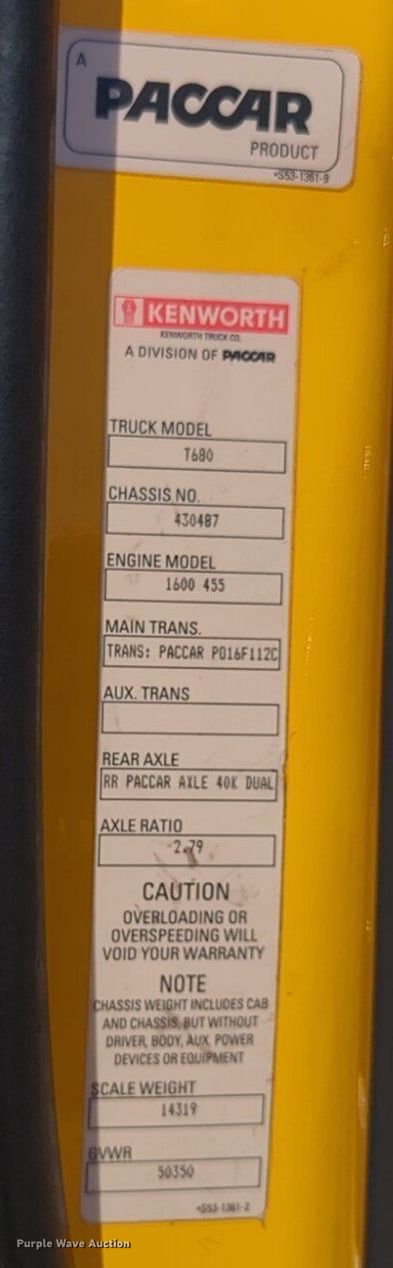 A
PACCAR
PRODUCT
*S53-1361-9
KENWORTH
KENWORTH TRUCK CO.
A DIVISION OF PACCAR
TRUCK MODEL
T680
CHASSIS NO.
430487
ENGINE MODEL
1600 455
MAIN TRANS.
TRANS: PACCAR PO16F112C
AUX. TRANS
REAR AXLE
RR PACCAR AXLE 40K DUAL
AXLE RATIO
2.79
CAUTION
OVERLOADING OR
OVERSPEEDING WILL
VOID YOUR WARRANTY
NOTE
CHASSIS WEIGHT INCLUDES CAB
AND CHASSIS, BUT WITHOUT
DRIVER, BODY, AUX. POWER
DEVICES OR EQUIPMENT
SCALE WEIGHT
14319
GVWR
50350
*S53-1361-2
Purple Wave Auction